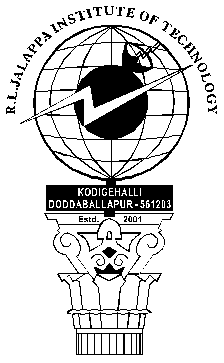 R.L.JALAPPA INSTITUTE OF TECHNOLOGY
KODIGEHALLI
DODDABALLAPUR - 561203
Estd. 2001